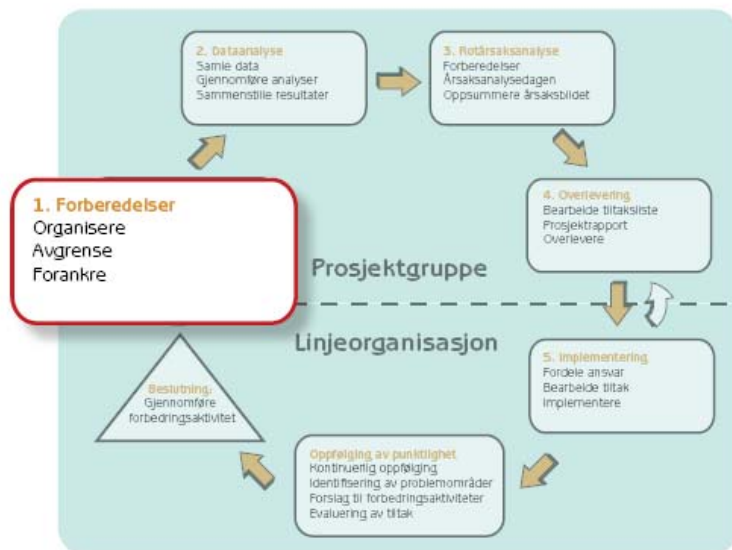 1. Forberedelser
Organisere
Avgrense
Forankre
2. Dataanalyse
Samle data
Gjennomføre analyser
Sammenstille resultater
3. Rotårsaksanalyse
Forberedelser
Årsaksanalysedagen
Oppsummere årsaksbildet
4. Overlevering
Bearbeide tiltaksliste
Prosjektrapport
Overlevere
Prosjektgruppe
Linjeorganisasjon
5. Implementering
Fordele ansvar
Bearbeide tiltak
Implementere
Oppfølging av punktlighet
Kontinuerlig oppfølging
Identifisering av problemområder
Forslag til forbedringsaktiviteter
Evaluering av tiltak
Beslutning:
Gjennomføre
forbedringsaktivitet